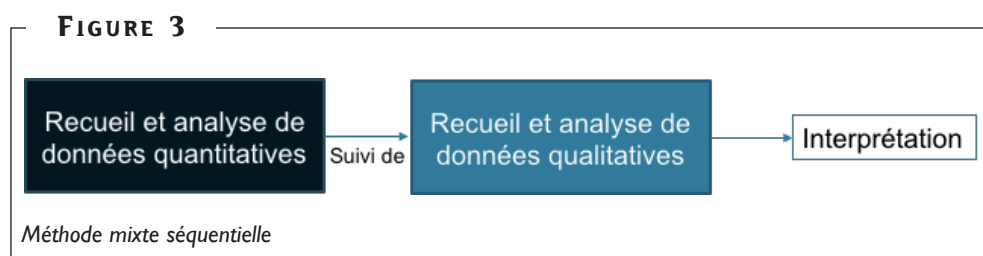 FIGURE 3
Recueil et analyse de
données quantitatives
Suivi de
Recueil et analyse de
données qualitatives
Interprétation
Méthode mixte séquentielle